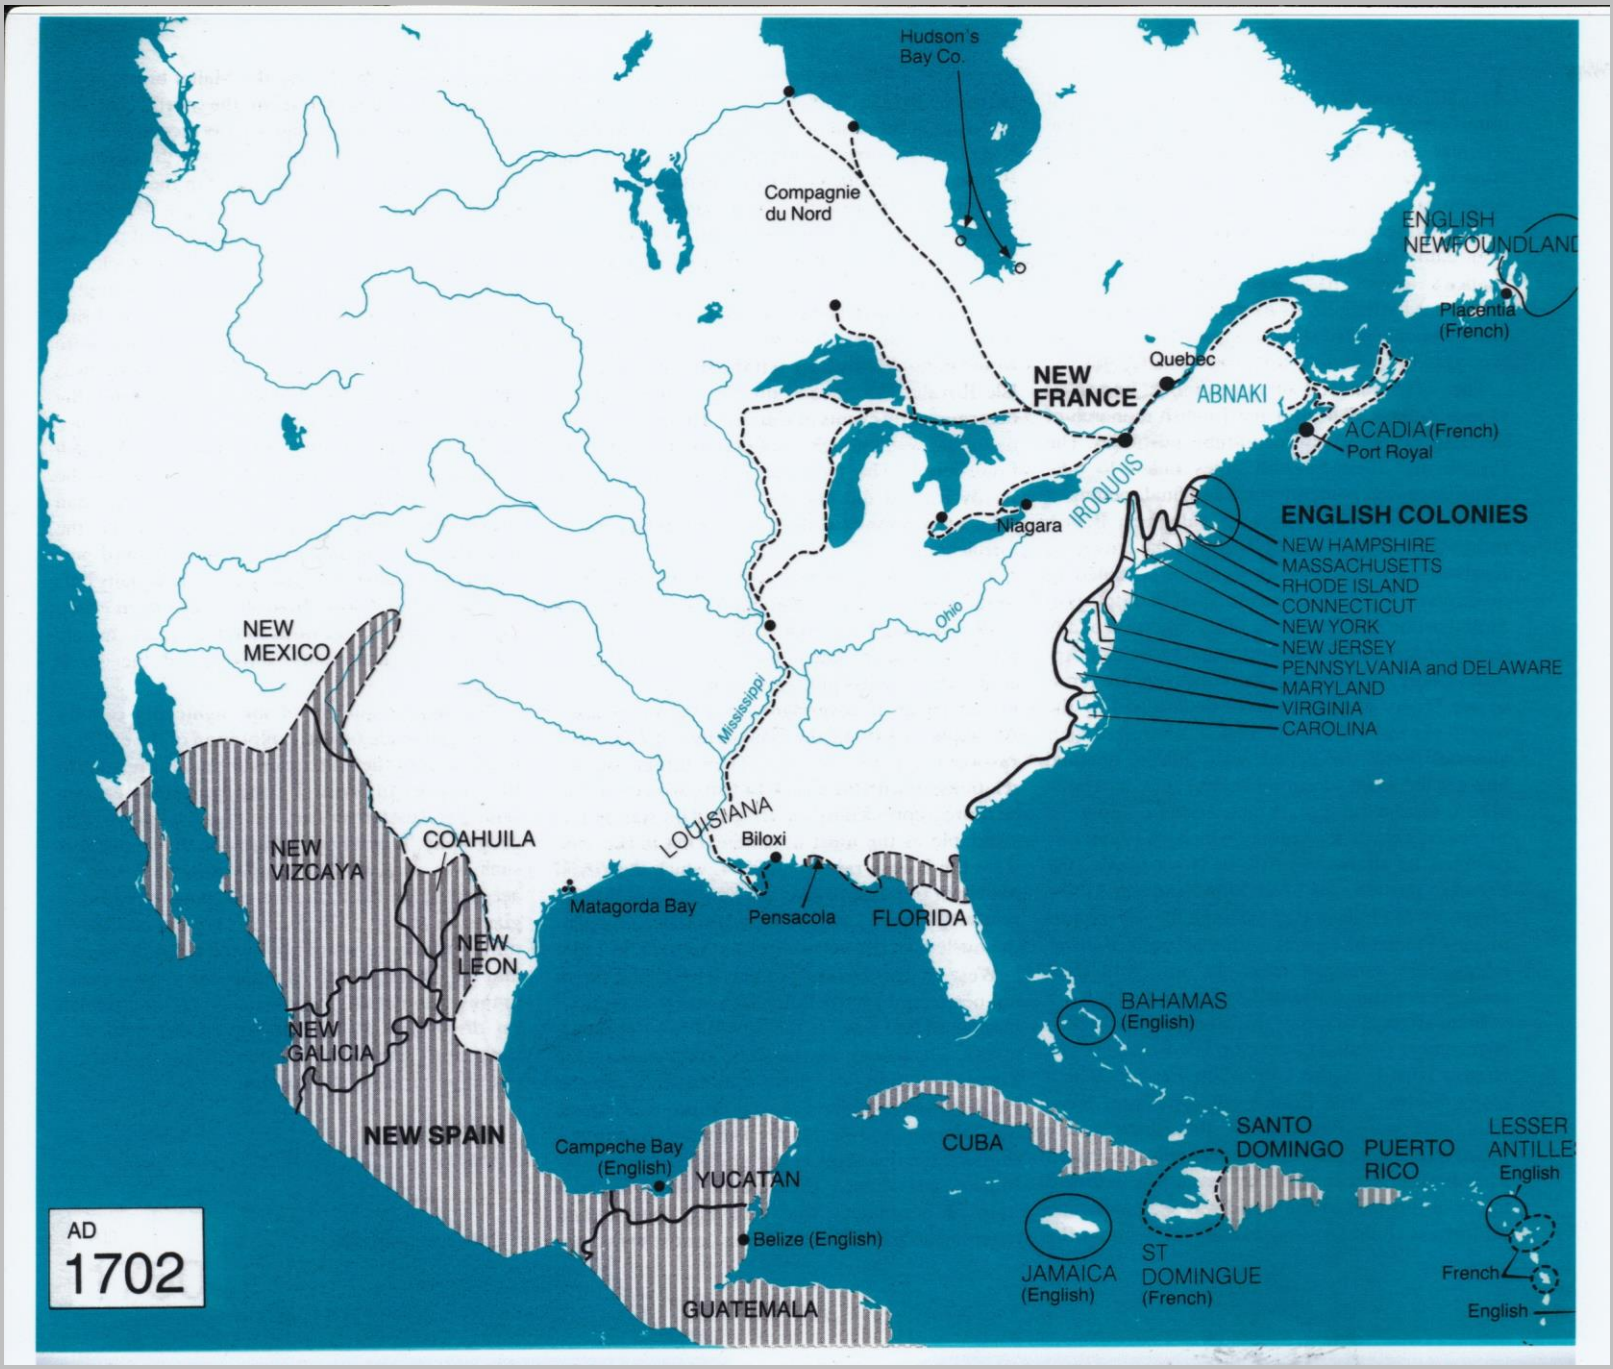 Hudson's
Bay Co.
Compagnie
du Nord
ENGLISH
NEWFOUNDLAND
Placentia
(French)
Quebec
NEW
FRANCE
ABNAKI
ACADIA (French)
Port Royal
IROQUOIS
Niagara
ENGLISH COLONIES
NEW HAMPSHIRE
MASSACHUSETTS
RHODE ISLAND
CONNECTICUT
NEW YORK
NEW JERSEY
PENNSYLVANIA and DELAWARE
MARYLAND
VIRGINIA
CAROLINA
Ohio
Mississippi
NEW
MEXICO
LOUISIANA
Biloxi
COAHUILA
NEW
VIZCAYA
Matagorda Bay
Pensacola
FLORIDA
NEW
LEON
BAHAMAS
(English)
NEW
GALICIA
NEW SPAIN
Campeche Bay
(English)
YUCATAN
CUBA
SANTO
DOMINGO
PUERTO
RICO
LESSER
ANTILLE
English
Belize (English)
JAMAICA
(English)
ST
DOMINGUE
(French)
French
English
GUATEMALA
AD
1702